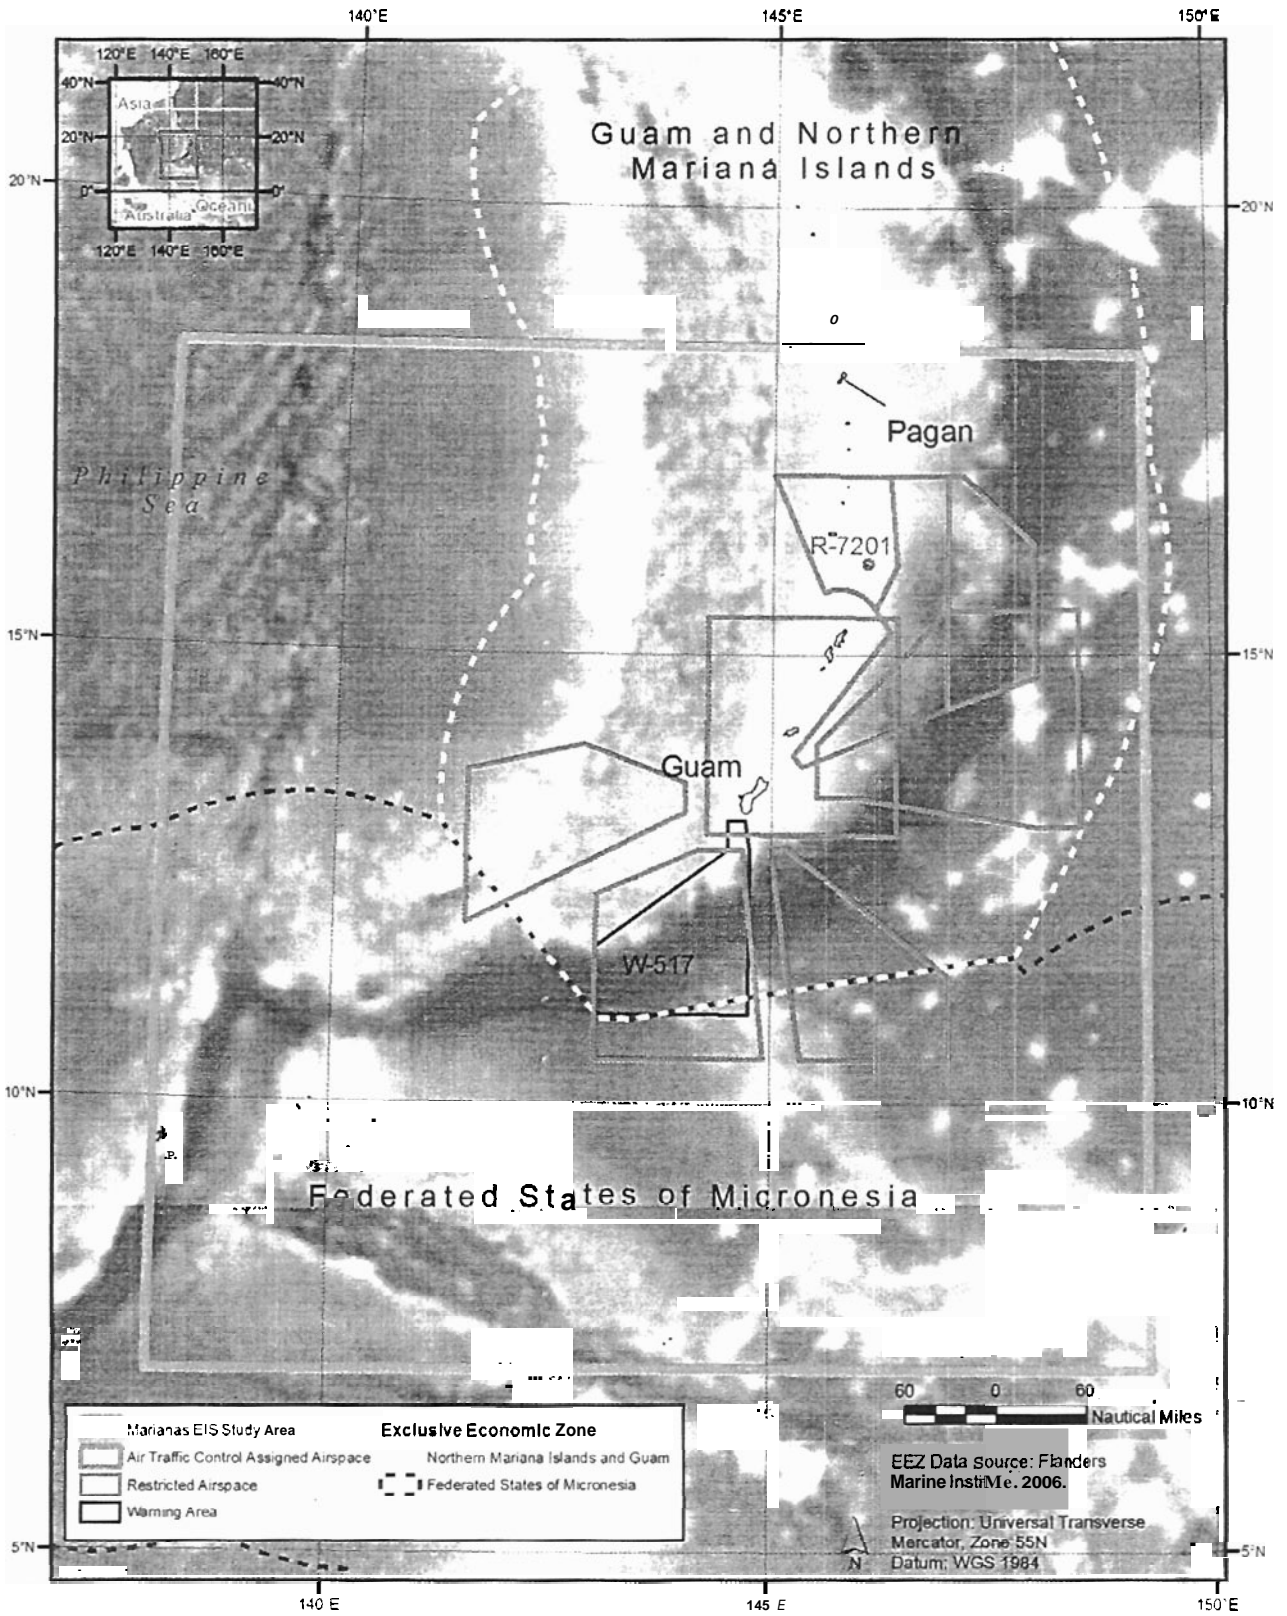 140°E 145°E 150°E
120°E 140°E 160°E
40°N 40°N
Asia
20°N 20°N
0° 0°
Australia Oceani
120°E 140°E 160°E
Guam and Northern
Mariana Islands
20°N 20°N
Pagan
Philippine
Sea
R-7201
15°N 15°N
Guam
W-517
10°N 10°N
Federated States of Micronesia
60 0 60
Nautical Miles
Marianas EIS Study Area
Air Traffic Control Assigned Airspace
Restricted Airspace
Warning Area
Exclusive Economic Zone
Northern Mariana Islands and Guam
Federated States of Micronesia
EEZ Data Source: Flanders
Marine InstiMe. 2006.
Projection: Universal Transverse
Mercator, Zone 55N
Datum: WGS 1984
N
5°N 5°N
140 E 145 E 150°E